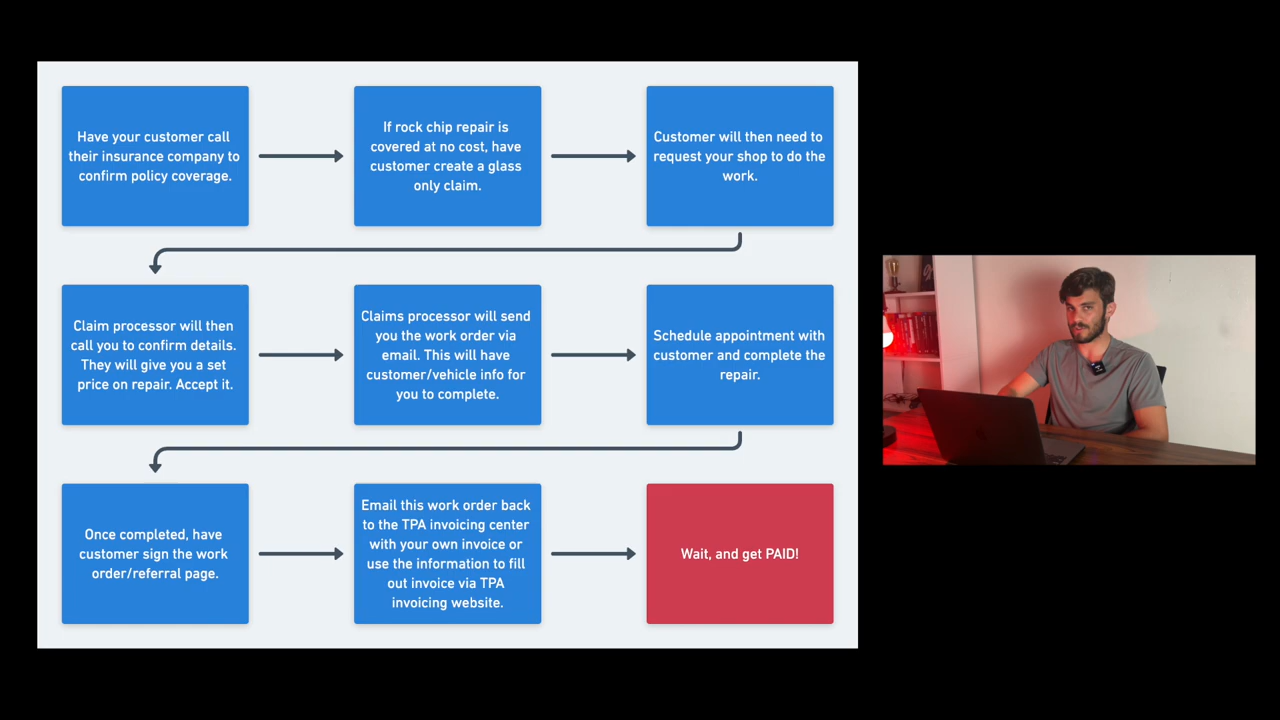 Have your customer call
their insurance company to
confirm policy coverage.
If rock chip repair is
covered at no cost, have
customer create a glass
only claim.
Customer will then need to
request your shop to do the
work.
Claim processor will then
call you to confirm details.
They will give you a set
price on repair. Accept it.
Claims processor will send
you the work order via
email. This will have
customer/vehicle info for
you to complete.
Schedule appointment with
customer and complete the
repair.
Once completed, have
customer sign the work
order/referral page.
Email this work order back
to the TPA invoicing center
with your own invoice or
use the information to fill
out invoice via TPA
invoicing website.
Wait, and get PAID!